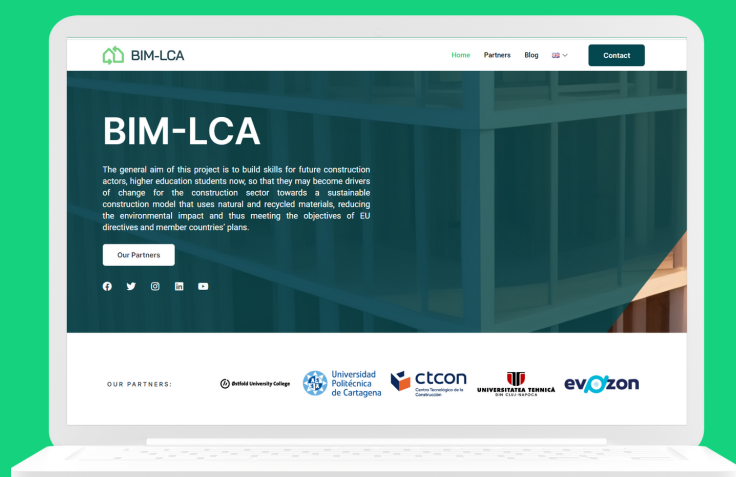 BIM-LCA
Home Partners Blog Contact
BIM-LCA
The general aim of this project is to build skills for future construction
actors, higher education students now, so that they may become drivers
of change for the construction sector towards a sustainable
construction model that uses natural and recycled materials, reducing
the environmental impact and thus meeting the objectives of EU
directives and member countries' plans.
Our Partners
OUR PARTNERS:
Østfold University College
Universidad
Politécnica
de Cartagena
ctcon
Centro Tecnológico de la
Construcción
UNIVERSITATEA TEHNICĂ
DIN CLUJ-NAPOCA
evozon